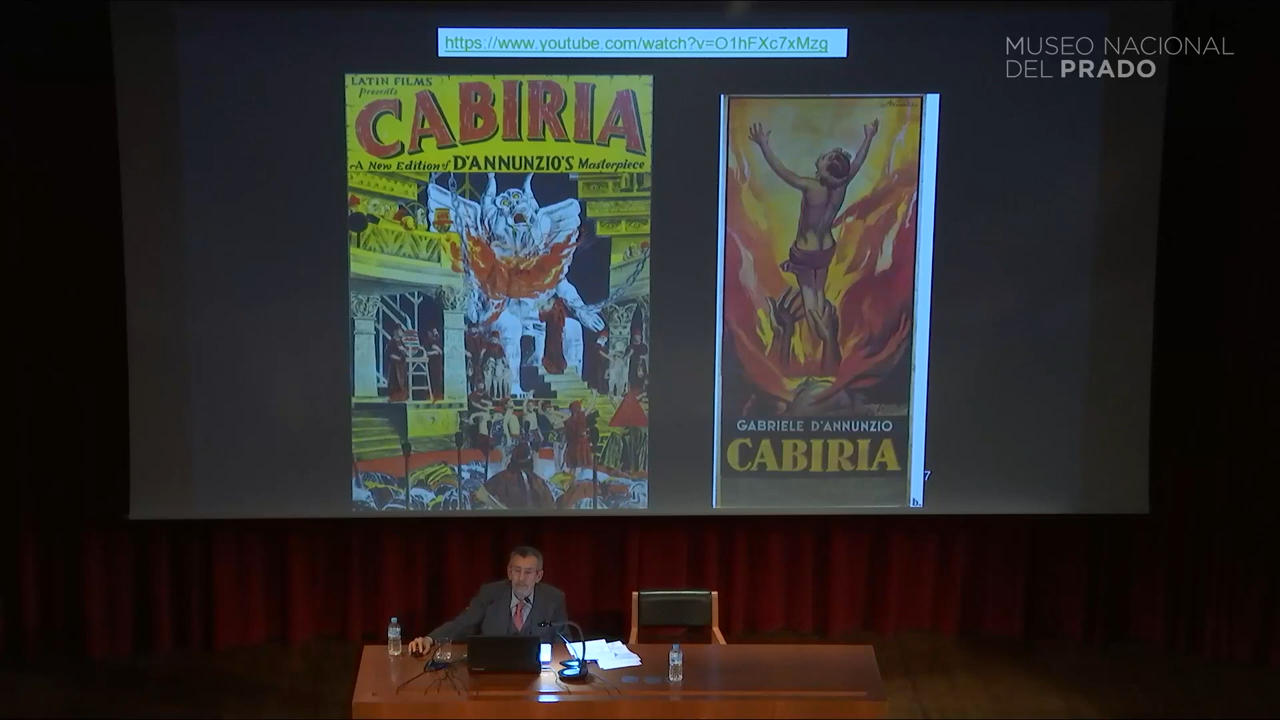 https://www.youtube.com/watch?v=O1hFXc7xMzg
MUSEO NACIONAL
DEL PRADO
LATIN FILMS
Presents
CABIRIA
A New Edition of D'ANNUNZIO'S Masterpiece
GABRIELE D'ANNUNZIO
CABIRIA
7
b.